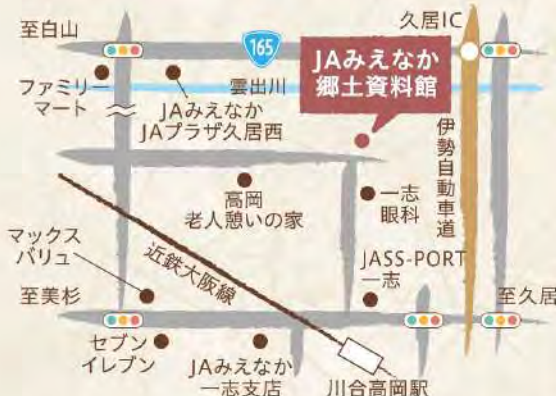 至白山
165
久居IC
JAみえなか
郷土資料館
ファミリー
マート
雲出川
JAみえなか
JAプラザ久居西
伊勢自動車道
高岡
老人憩いの家
一志
眼科
マックス
バリュ
近鉄大阪線
JASS-PORT
一志
至美杉
至久居
セブン
イレブン
JAみえなか
一志支店
川合高岡駅